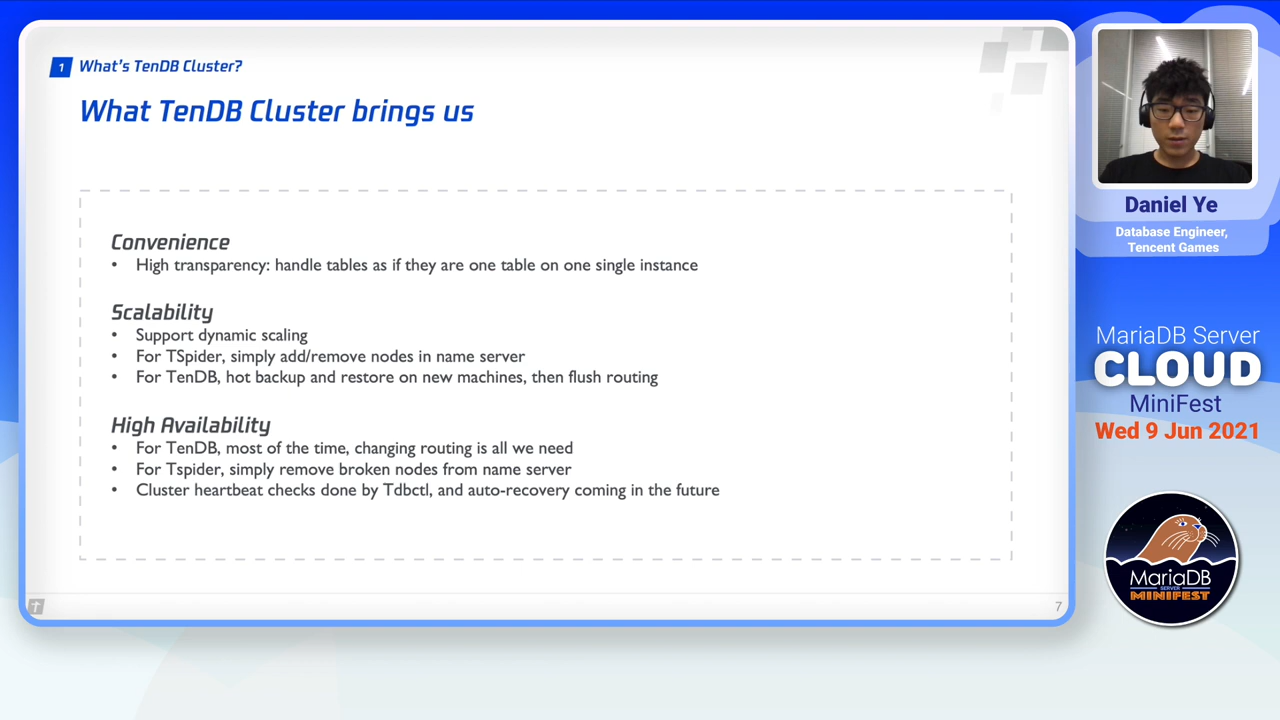 1 What's TenDB Cluster?
What TenDB Cluster brings us
Convenience
• High transparency: handle tables as if they are one table on one single instance
Scalability
• Support dynamic scaling
• For TSpider, simply add/remove nodes in name server
• For TenDB, hot backup and restore on new machines, then flush routing
High Availability
• For TenDB, most of the time, changing routing is all we need
• For Tspider, simply remove broken nodes from name server
• Cluster heartbeat checks done by Tdbctl, and auto-recovery coming in the future
7
Daniel Ye
Database Engineer,
Tencent Games
MariaDB Server
CLOUD
MiniFest
Wed 9 Jun 2021
MariaDB
SERVER
MINIFEST